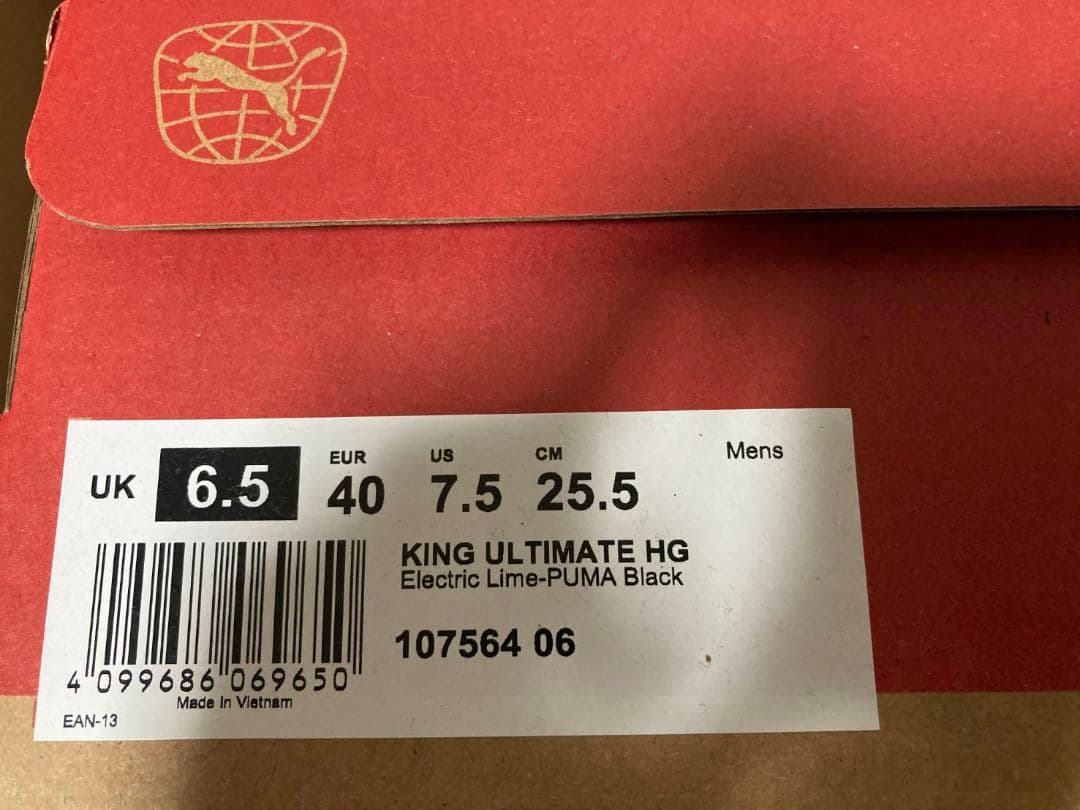 UK 6.5 EUR 40 US 7.5 CM 25.5 Mens
KING ULTIMATE HG
Electric Lime-PUMA Black
107564 06
4 099686 069650
Made In Vietnam
EAN-13